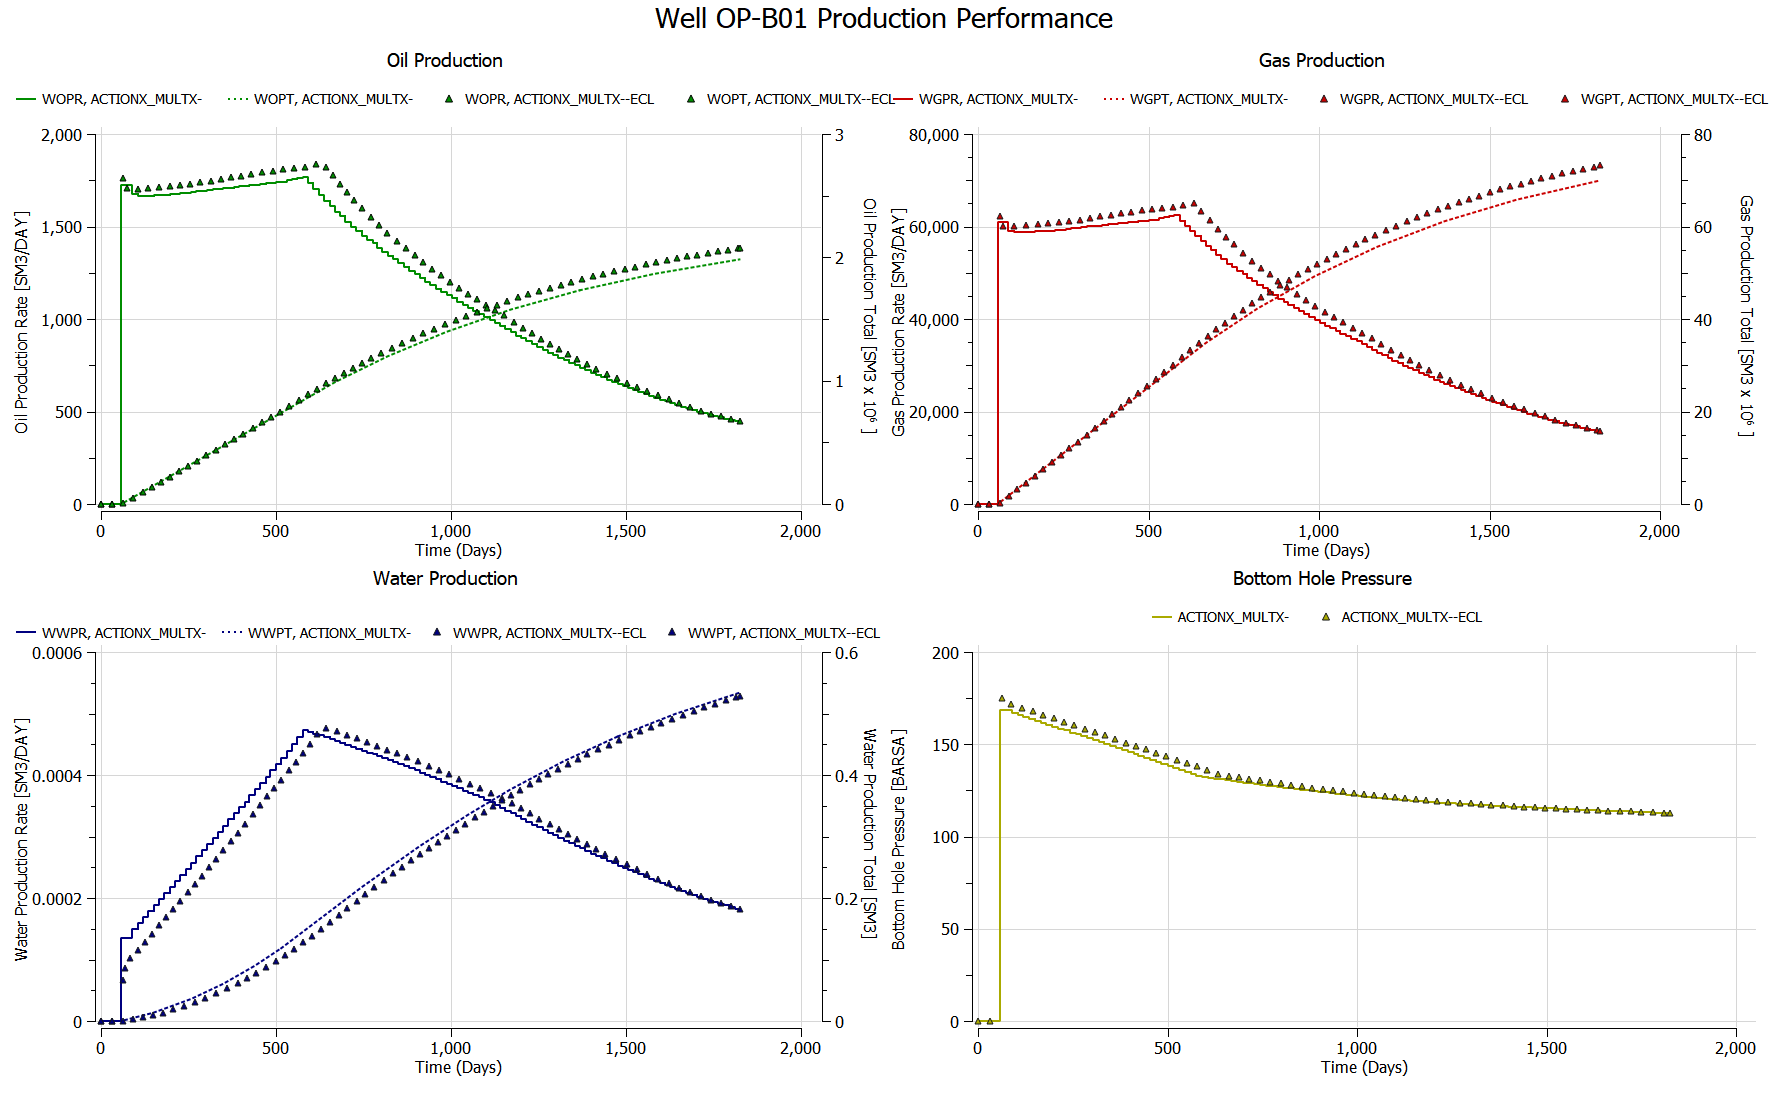 Well OP-B01 Production Performance
Oil Production
WOPR, ACTIONX_MULTX-
WOPT, ACTIONX_MULTX-
WOPR, ACTIONX_MULTX--ECL
WOPT, ACTIONX_MULTX--ECL
Oil Production Rate [SM3/DAY]
2,000
1,500
1,000
500
0
Oil Production Total [SM3 x 10⁶ ]
3
2
1
0
0
500
1,000
1,500
2,000
Time (Days)
Gas Production
WGPR, ACTIONX_MULTX-
WGPT, ACTIONX_MULTX-
WGPR, ACTIONX_MULTX--ECL
WGPT, ACTIONX_MULTX--ECL
Gas Production Rate [SM3/DAY]
80,000
60,000
40,000
20,000
0
Gas Production Total [SM3 x 10⁶ ]
80
60
40
20
0
0
500
1,000
1,500
2,000
Time (Days)
Water Production
WWPR, ACTIONX_MULTX-
WWPT, ACTIONX_MULTX-
WWPR, ACTIONX_MULTX--ECL
WWPT, ACTIONX_MULTX--ECL
Water Production Rate [SM3/DAY]
0.0006
0.0004
0.0002
0
Water Production Total [SM3]
0.6
0.4
0.2
0
0
500
1,000
1,500
2,000
Time (Days)
Bottom Hole Pressure
ACTIONX_MULTX-
ACTIONX_MULTX--ECL
Bottom Hole Pressure [BARSA]
200
150
100
50
0
0
500
1,000
1,500
2,000
Time (Days)